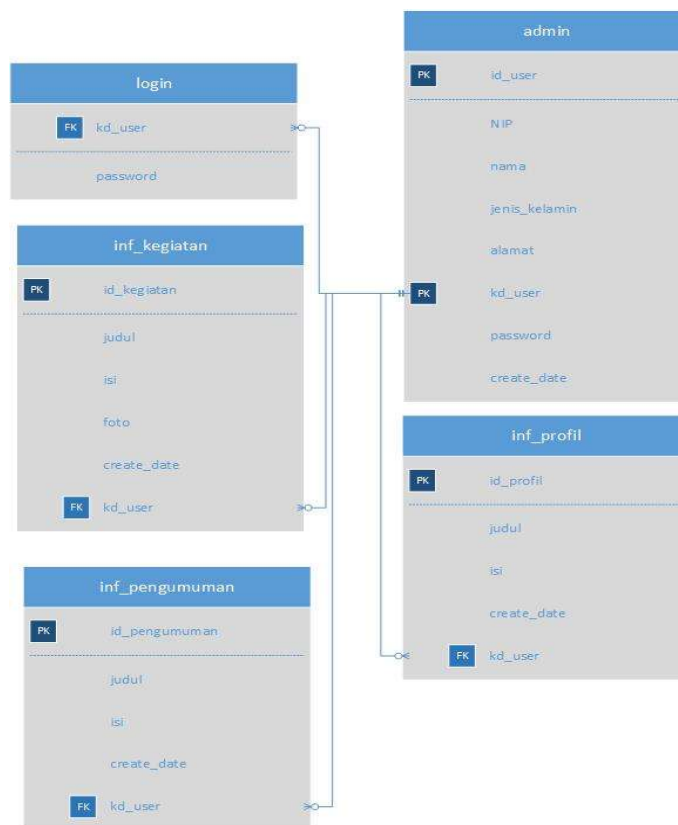 login
FK kd_user
password
inf_kegiatan
PK id_kegiatan
judul
isi
foto
create_date
FK kd_user
inf_pengumuman
PK id_pengumuman
judul
isi
create_date
FK kd_user
admin
PK id_user
NIP
nama
jenis_kelamin
alamat
PK kd_user
password
create_date
inf_profil
PK id_profil
judul
isi
create_date
FK kd_user